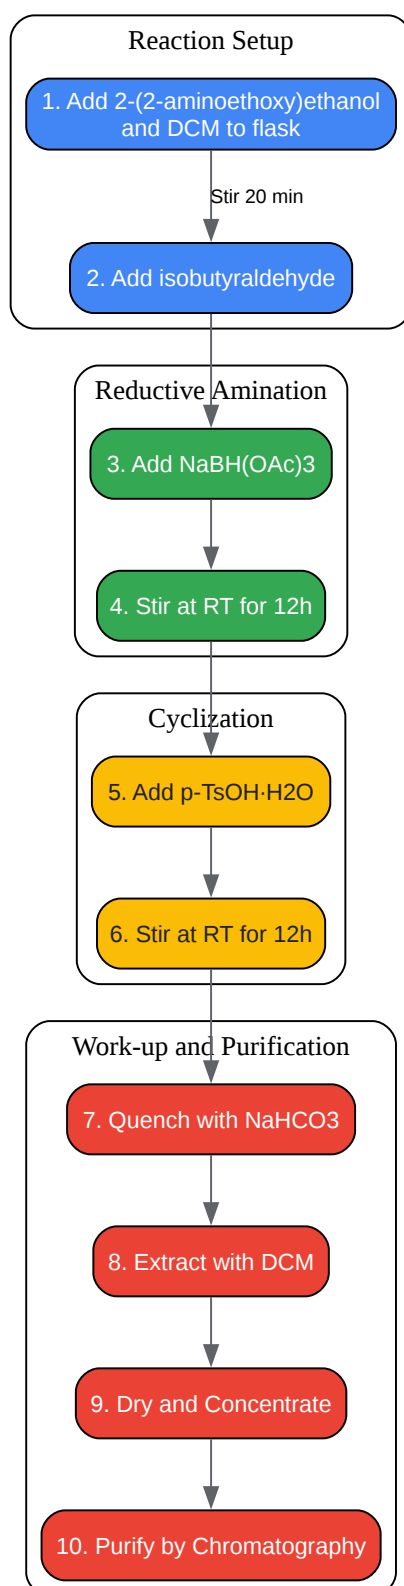 Reaction Setup
1. Add 2-(2-aminoethoxy)ethanol
and DCM to flask
Stir 20 min
2. Add isobutyraldehyde
Reductive Amination
3. Add NaBH(OAc)3
4. Stir at RT for 12h
Cyclization
5. Add p-TsOH·H2O
6. Stir at RT for 12h
Work-up and Purification
7. Quench with NaHCO3
8. Extract with DCM
9. Dry and Concentrate
10. Purify by Chromatography